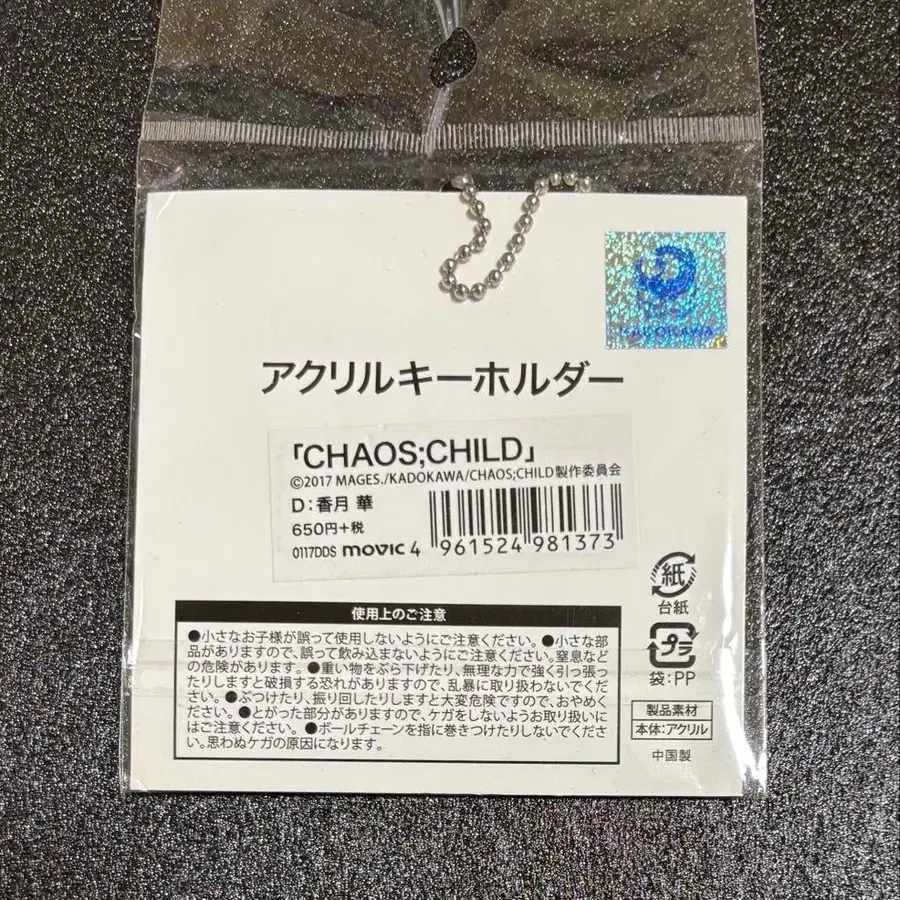 KADOKAWA
アクリルキーホルダー
「CHAOS;CHILD」
©2017 MAGES./KADOKAWA/CHAOS;CHILD製作委員会
D：香月 華
650円+税
0117DDS movic 4 961524 981373
紙
台紙
プラ
袋：PP
使用上のご注意
●小さなお子様が誤って使用しないようにご注意ください。●小さな部
品がありますので、誤って飲み込まないようにご注意ください。窒息など
の危険があります。●重い物をぶら下げたり、無理な力で強く引っ張っ
たりしますと破損する恐れがありますので、乱暴に取り扱わないでくだ
さい。●ぶつけたり、振り回したりしますと大変危険ですので、おやめく
ださい。●とがった部分がありますので、ケガをしないようお取り扱いに
はご注意ください。●ボールチェーンを指に巻きつけたりしないでくだ
さい。思わぬケガの原因になります。
製品素材
本体：アクリル
中国製